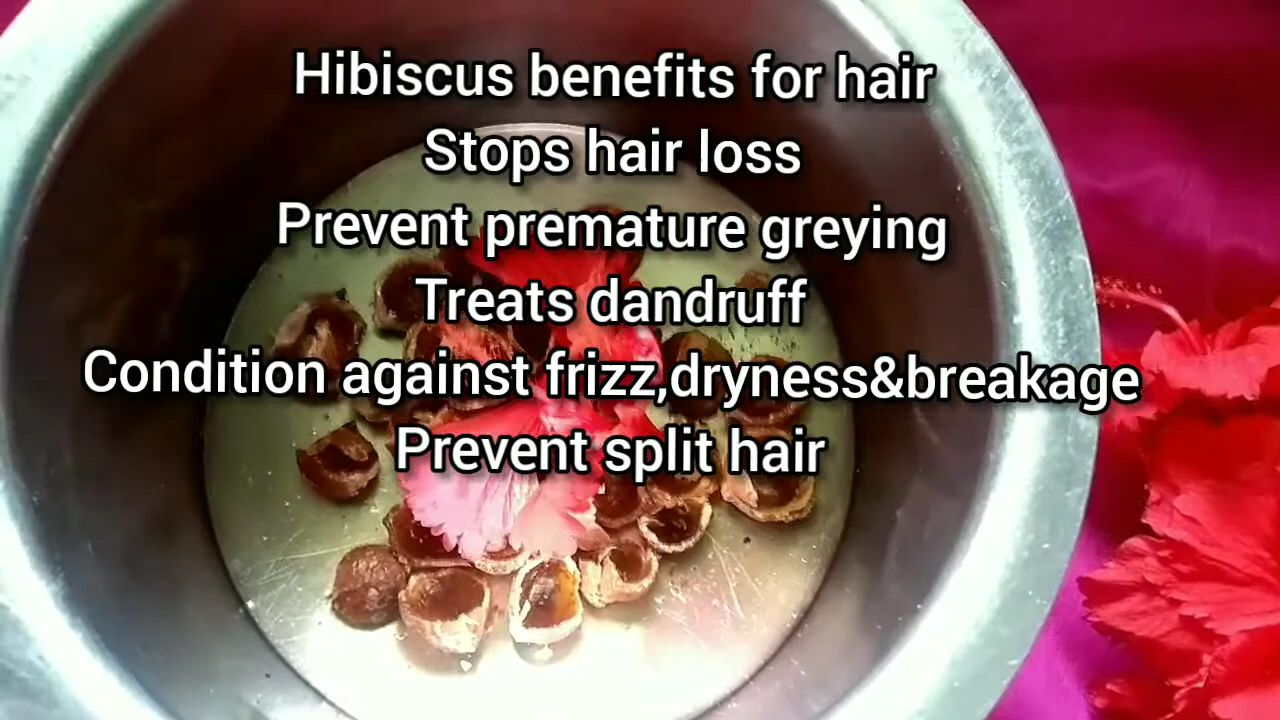 Hibiscus benefits for hair
Stops hair loss
Prevent premature greying
Treats dandruff
Condition against frizz,dryness&breakage
Prevent split hair